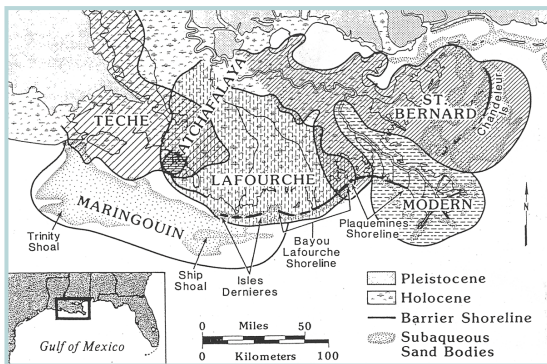 TECHE
ATCHAFALAYA
LAFOURCHE
ST.
BERNARD
Chandeleur
Is.
MODERN
MARINGOUIN
Trinity
Shoal
Ship
Shoal
Isles
Dernieres
Bayou
Lafourche
Shoreline
Plaquemines
Shoreline
N
Gulf of Mexico
0 Miles 50
0 Kilometers 100
Pleistocene
Holocene
Barrier Shoreline
Subaqueous
Sand Bodies